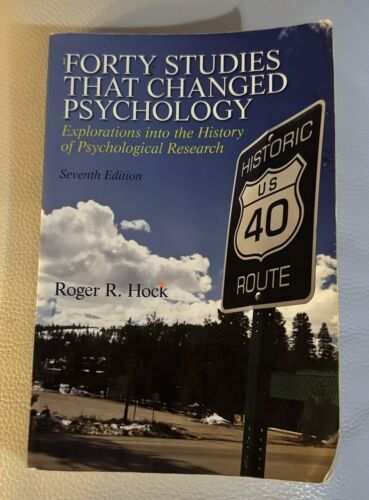 FORTY STUDIES
THAT CHANGED
PSYCHOLOGY
Explorations into the History
of Psychological Research
Seventh Edition
HISTORIC
US
40
ROUTE
Roger R. Hock